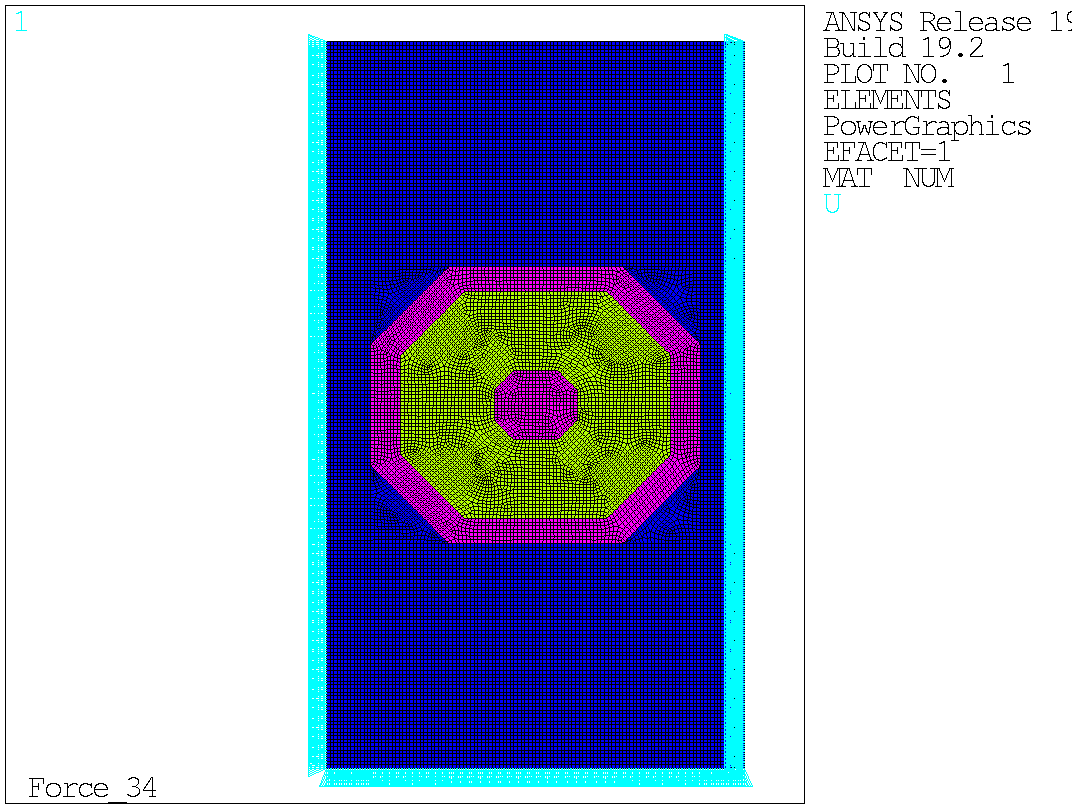 1
ANSYS Release 19
Build 19.2
PLOT NO. 1
ELEMENTS
PowerGraphics
EFACET=1
MAT NUM
U
Force_34